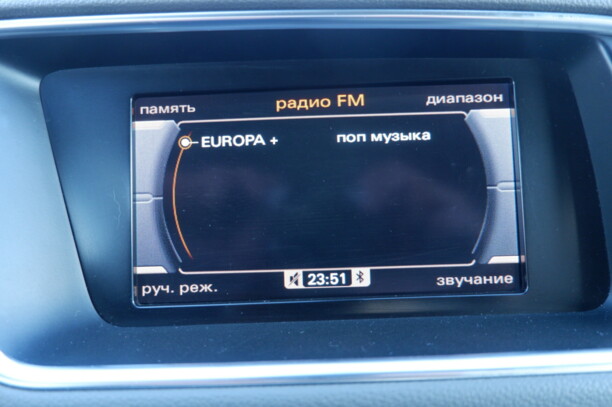 память радио FM диапазон
EUROPA + поп музыка
23:51
руч. реж. звучание